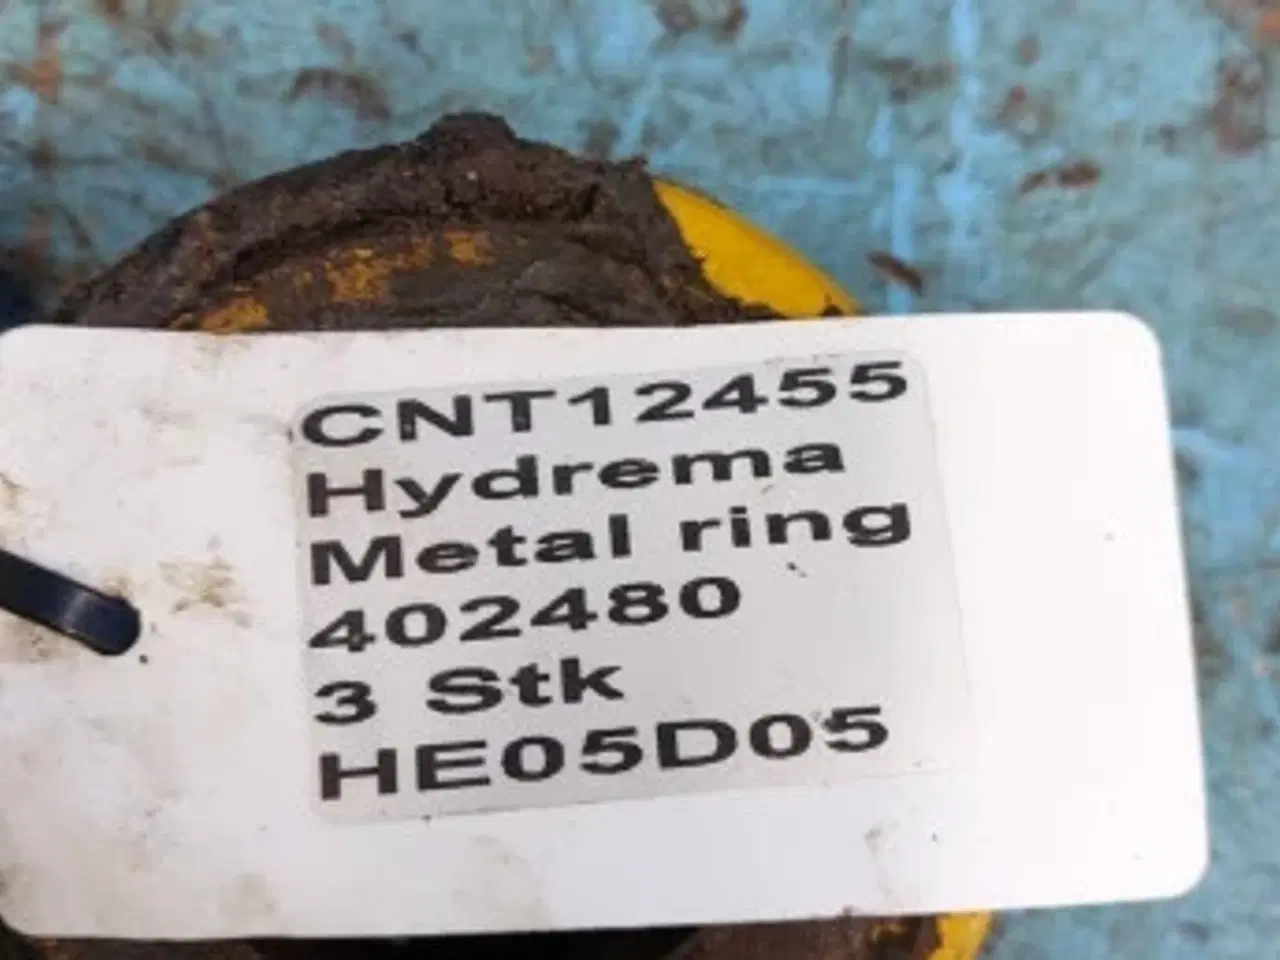 CNT12455
Hydrema
Metal ring
402480
3 Stk
HE05D05